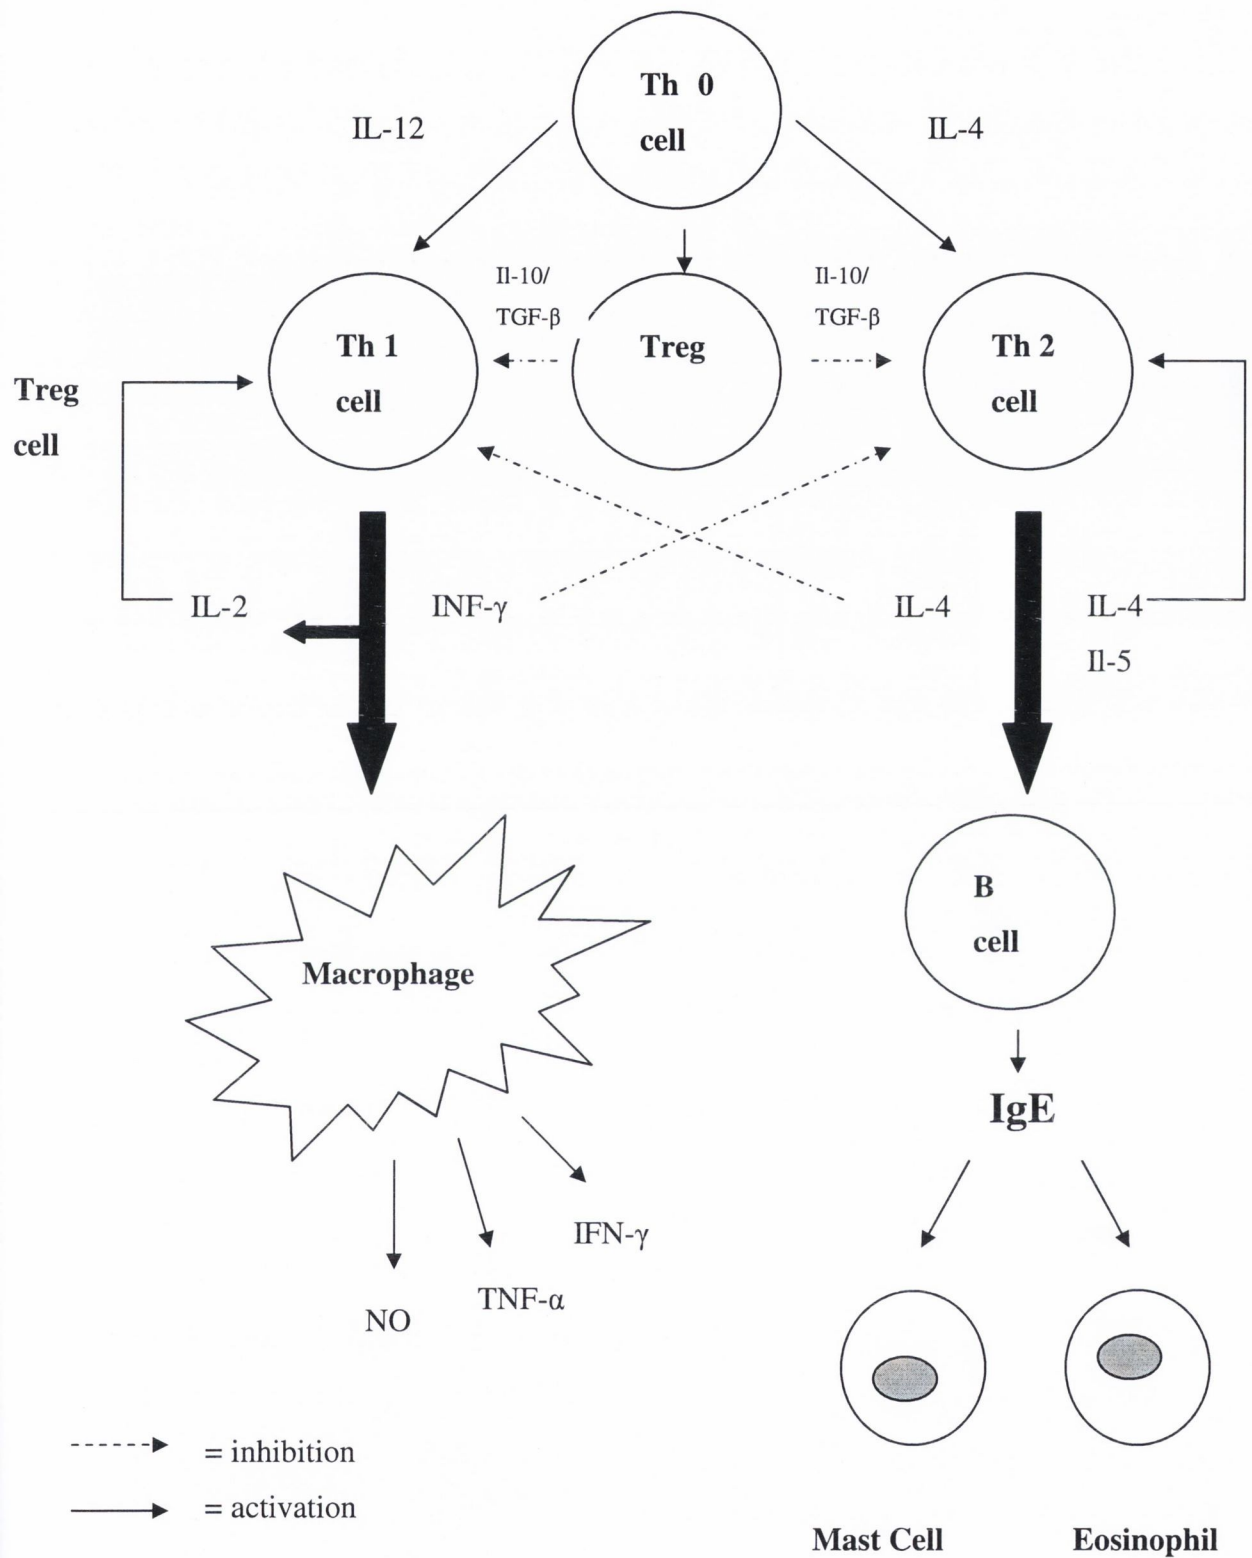 Th 0
cell
IL-12
IL-4
Il-10/
TGF-β
Il-10/
TGF-β
Th 1
cell
Treg
Th 2
cell
Treg
cell
IL-2
INF-γ
IL-4
IL-4
Il-5
Macrophage
B
cell
IgE
IFN-γ
TNF-α
NO
= inhibition
= activation
Mast Cell
Eosinophil